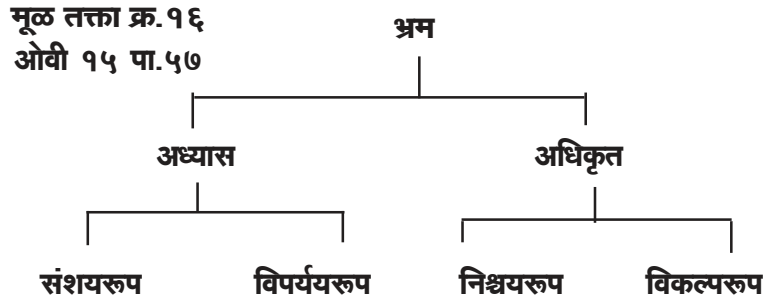 मूळ तक्ता क्र.१६
ओवी १५ पा.५७
भ्रम
अध्यास अधिकृत
संशयरूप विपर्ययरूप निश्चयरूप विकल्परूप